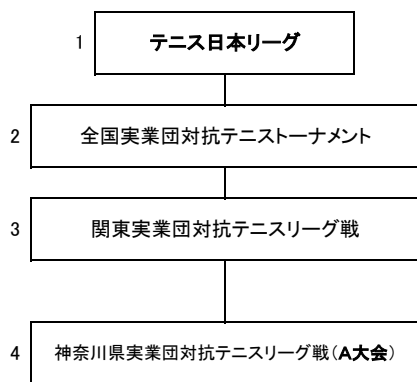 1 テニス日本リーグ
2 全国実業団対抗テニストーナメント
3 関東実業団対抗テニスリーグ戦
4 神奈川県実業団対抗テニスリーグ戦（A大会）